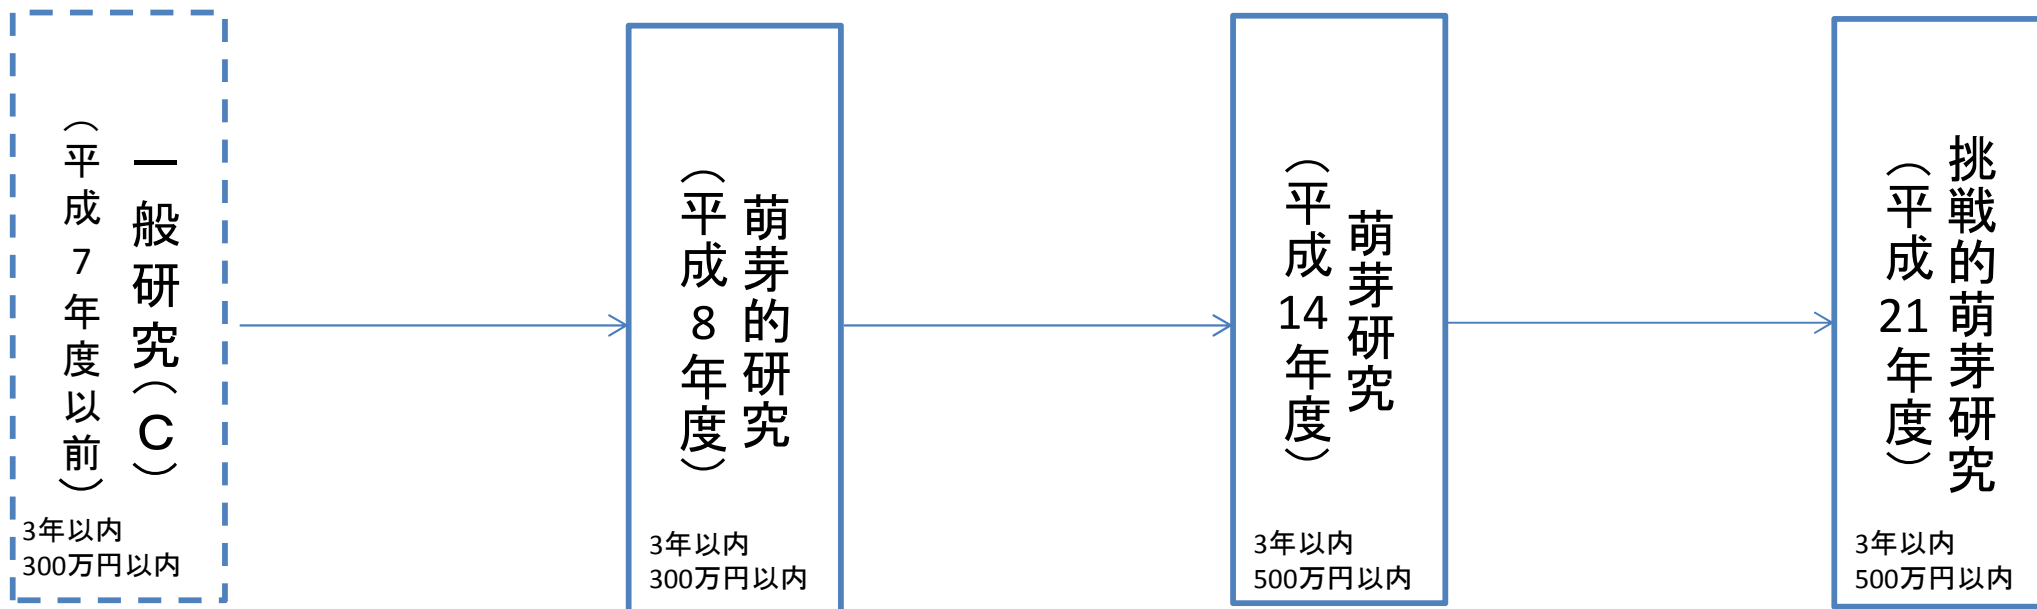 一般研究(C)
(平成7年度以前)
3年以内
300万円以内
萌芽的研究
(平成8年度)
3年以内
300万円以内
萌芽研究
(平成14年度)
3年以内
500万円以内
挑戦的萌芽研究
(平成21年度)
3年以内
500万円以内